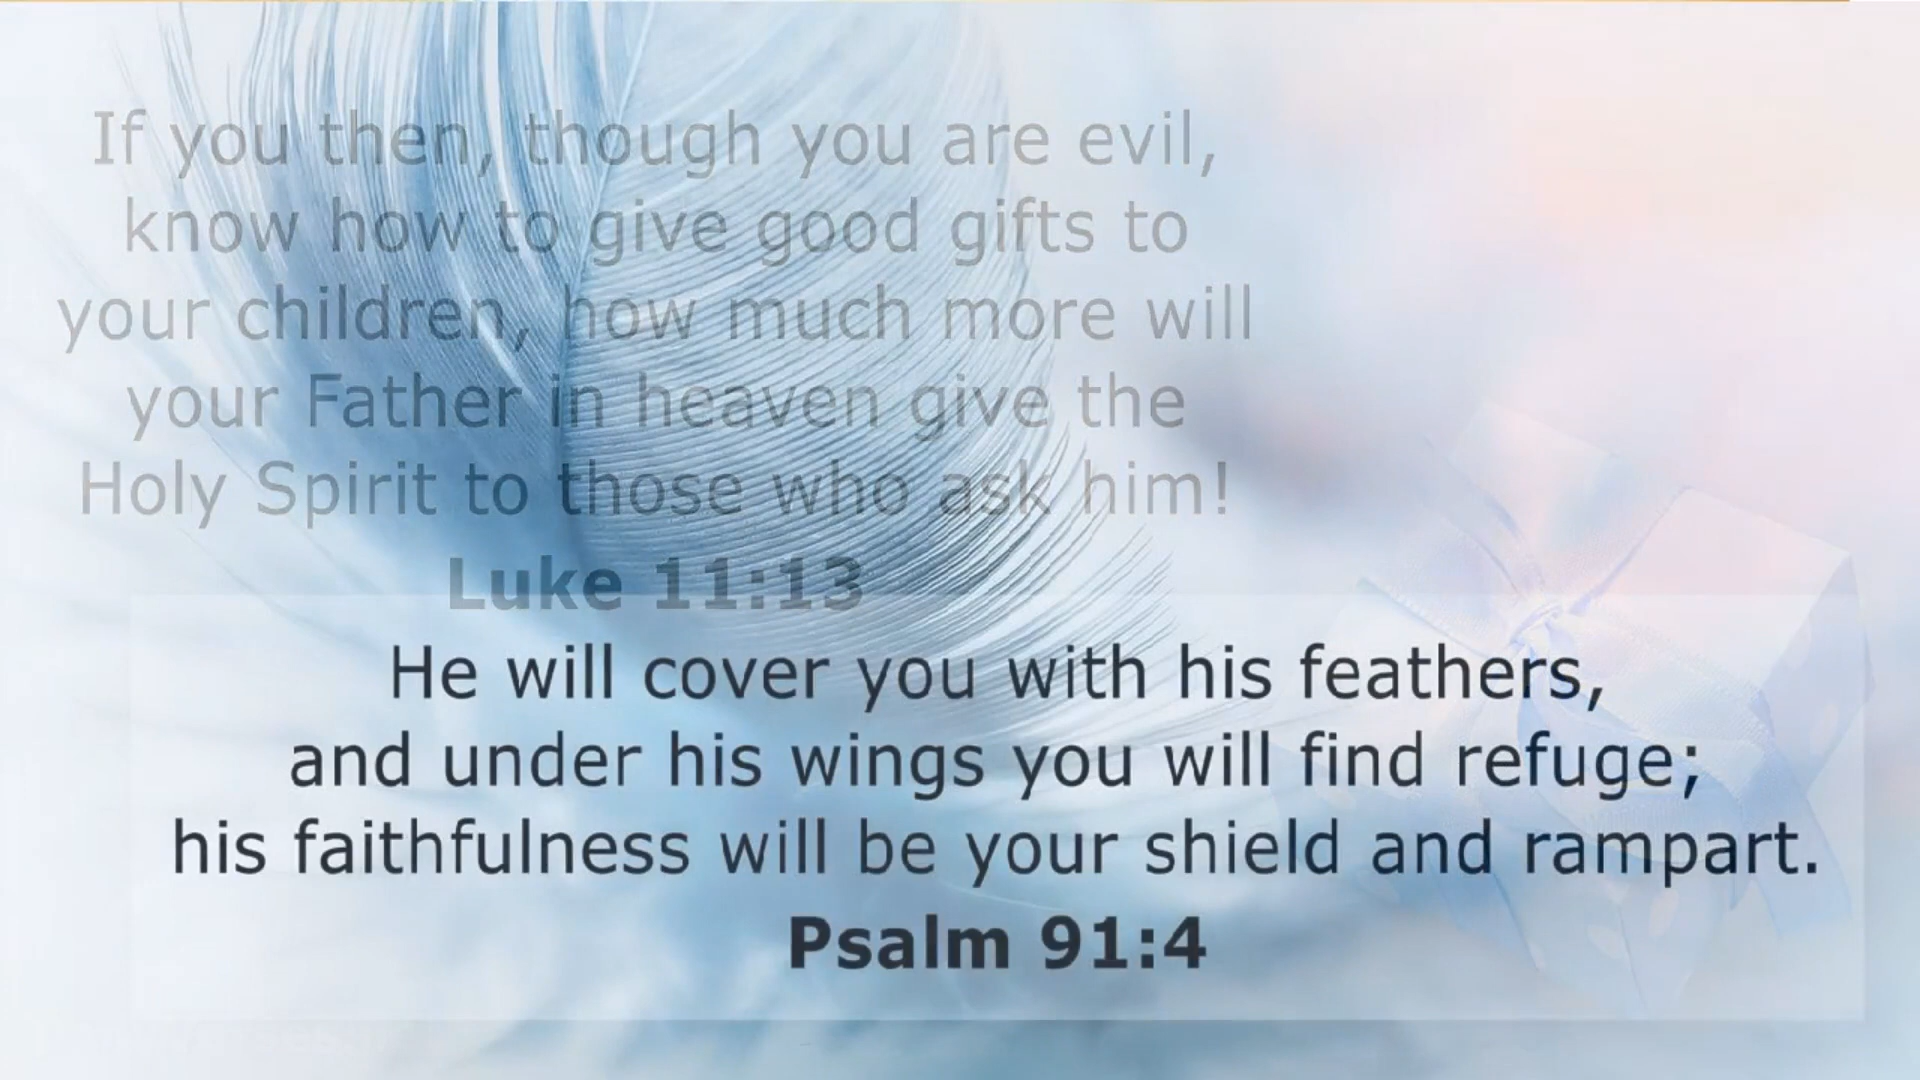 If you then, though you are evil,
know how to give good gifts to
your children, how much more will
your Father in heaven give the
Holy Spirit to those who ask him!
Luke 11:13
He will cover you with his feathers,
and under his wings you will find refuge;
his faithfulness will be your shield and rampart.
Psalm 91:4